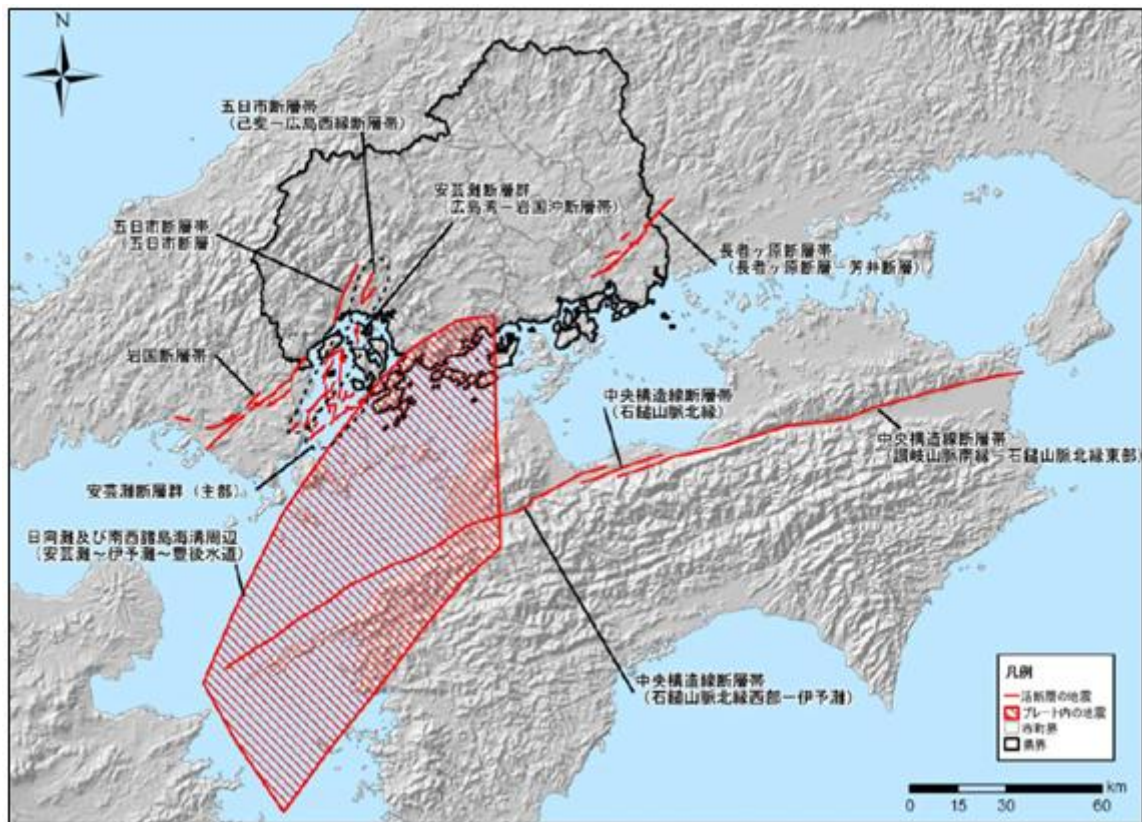 N
五日市断層帯
(己斐－広島西縁断層帯)
安芸灘断層群
広島湾－岩国沖断層帯)
五日市断層帯
(五日市断層)
長者ヶ原断層帯
(長者ヶ原断層－芳井断層)
岩国断層帯
中央構造線断層帯
(石鎚山脈北縁)
中央構造線断層帯
(讃岐山脈南縁－石鎚山脈北縁東部)
安芸灘断層群(主部)
日向灘及び南西諸島海溝周辺
(安芸灘～伊予灘～豊後水道)
中央構造線断層帯
(石鎚山脈北縁西部－伊予灘)
凡例
活断層の地震
プレート内の地震
市町界
県界
km
0 15 30 60